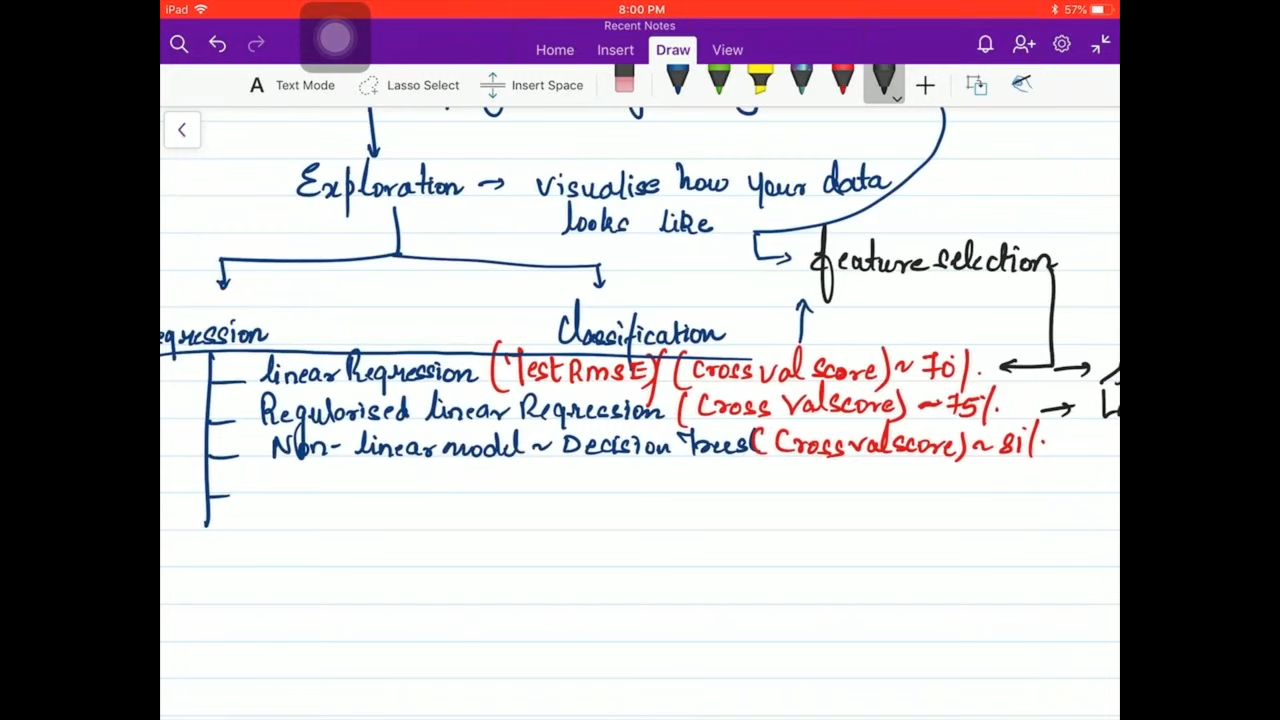 iPad 8:00 PM 57%
Recent Notes
Home Insert Draw View
A Text Mode Lasso Select Insert Space
Exploration → visualise how your data
looks like
feature selection
egression Classification
linear Regression (Test RmsE) (Cross val score) ~ 70%.
Regularised linear Regression (Cross Valscore) ~ 75%.
Non-linear model ~ Decision Trees (Crossvalscore) ~ 81%.